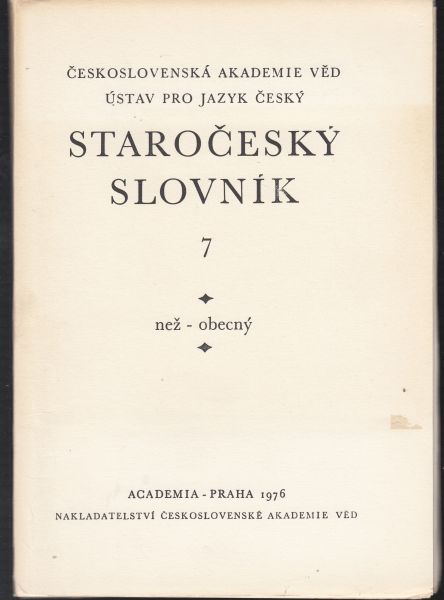 ČESKOSLOVENSKÁ AKADEMIE VĚD
ÚSTAV PRO JAZYK ČESKÝ
STAROČESKÝ
SLOVNÍK
7
než - obecný
ACADEMIA - PRAHA 1976
NAKLADATELSTVÍ ČESKOSLOVENSKÉ AKADEMIE VĚD